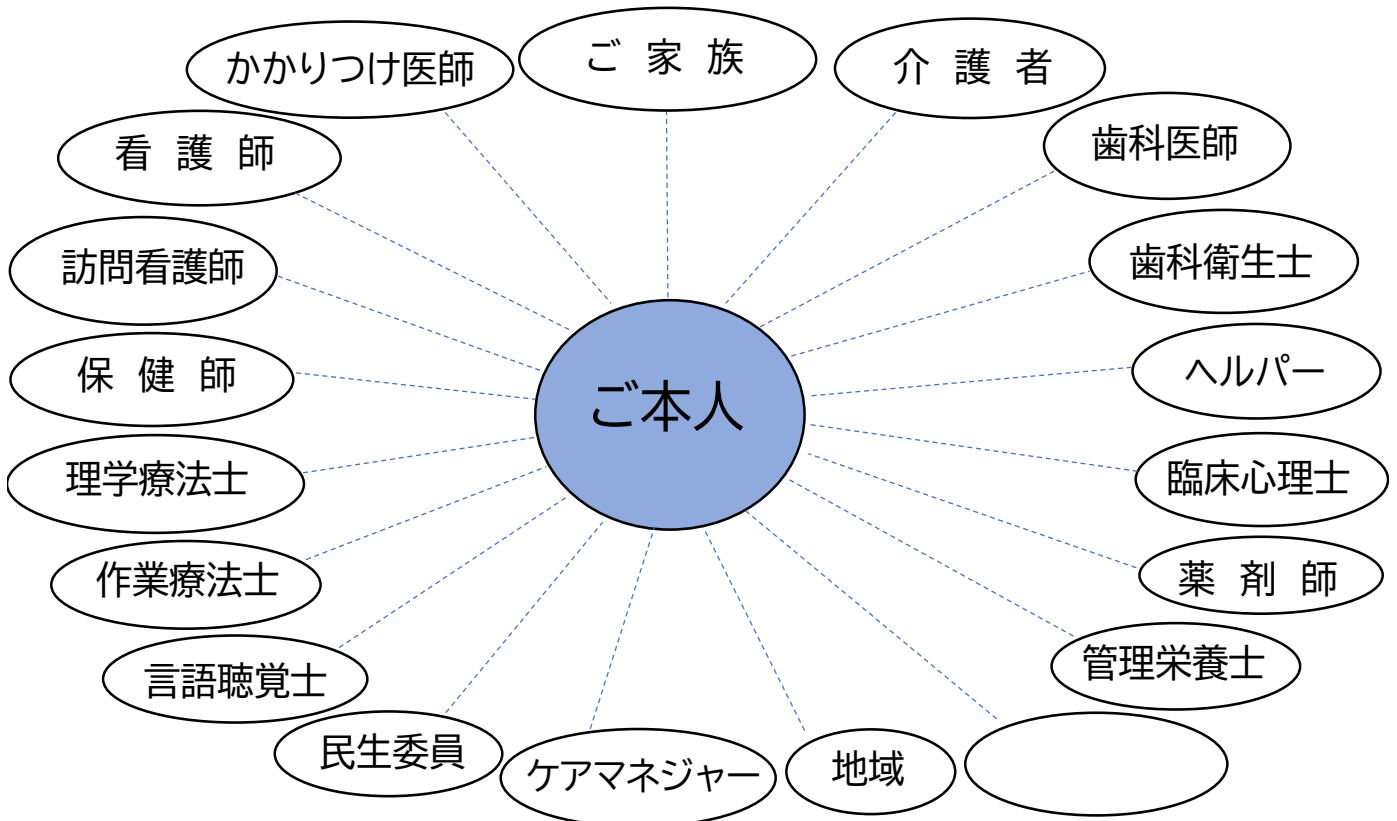 かかりつけ医師
ご 家 族
介 護 者
看 護 師
歯科医師
訪問看護師
歯科衛生士
保 健 師
ヘルパー
ご本人
理学療法士
臨床心理士
作業療法士
薬 剤 師
言語聴覚士
管理栄養士
民生委員
ケアマネジャー
地域